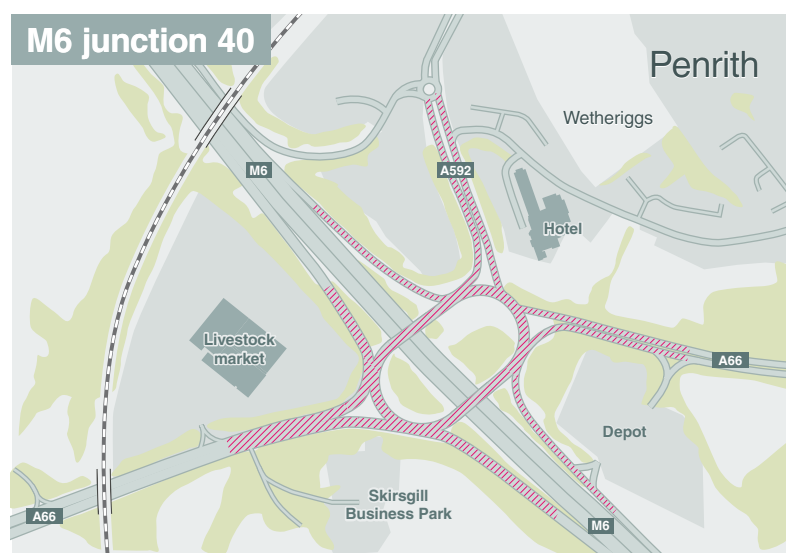 M6 junction 40
Penrith
Wetheriggs
M6
A592
Hotel
Livestock
market
A66
Depot
Skirsgill
Business Park
A66
M6